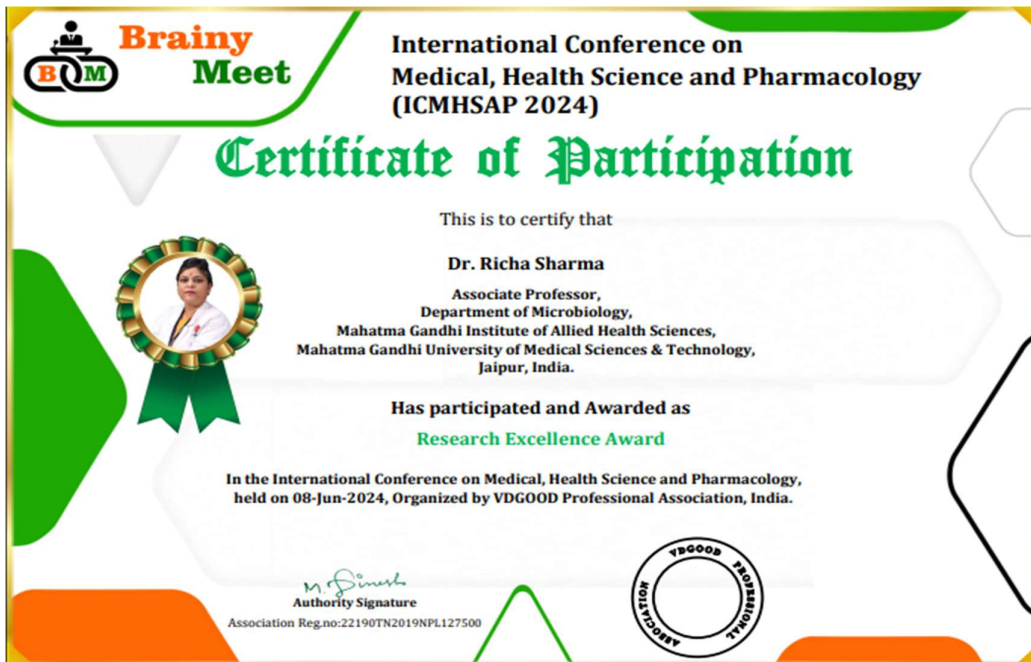 Brainy
Meet
BOM
International Conference on
Medical, Health Science and Pharmacology
(ICMHSAP 2024)
Certificate of Participation
This is to certify that
Dr. Richa Sharma
Associate Professor,
Department of Microbiology,
Mahatma Gandhi Institute of Allied Health Sciences,
Mahatma Gandhi University of Medical Sciences & Technology,
Jaipur, India.
Has participated and Awarded as
Research Excellence Award
In the International Conference on Medical, Health Science and Pharmacology,
held on 08-Jun-2024, Organized by VDGOOD Professional Association, India.
M. Dinesh
Authority Signature
Association Reg.no:22190TN2019NPL127500
VDGOOD PROFESSIONAL ASSOCIATION